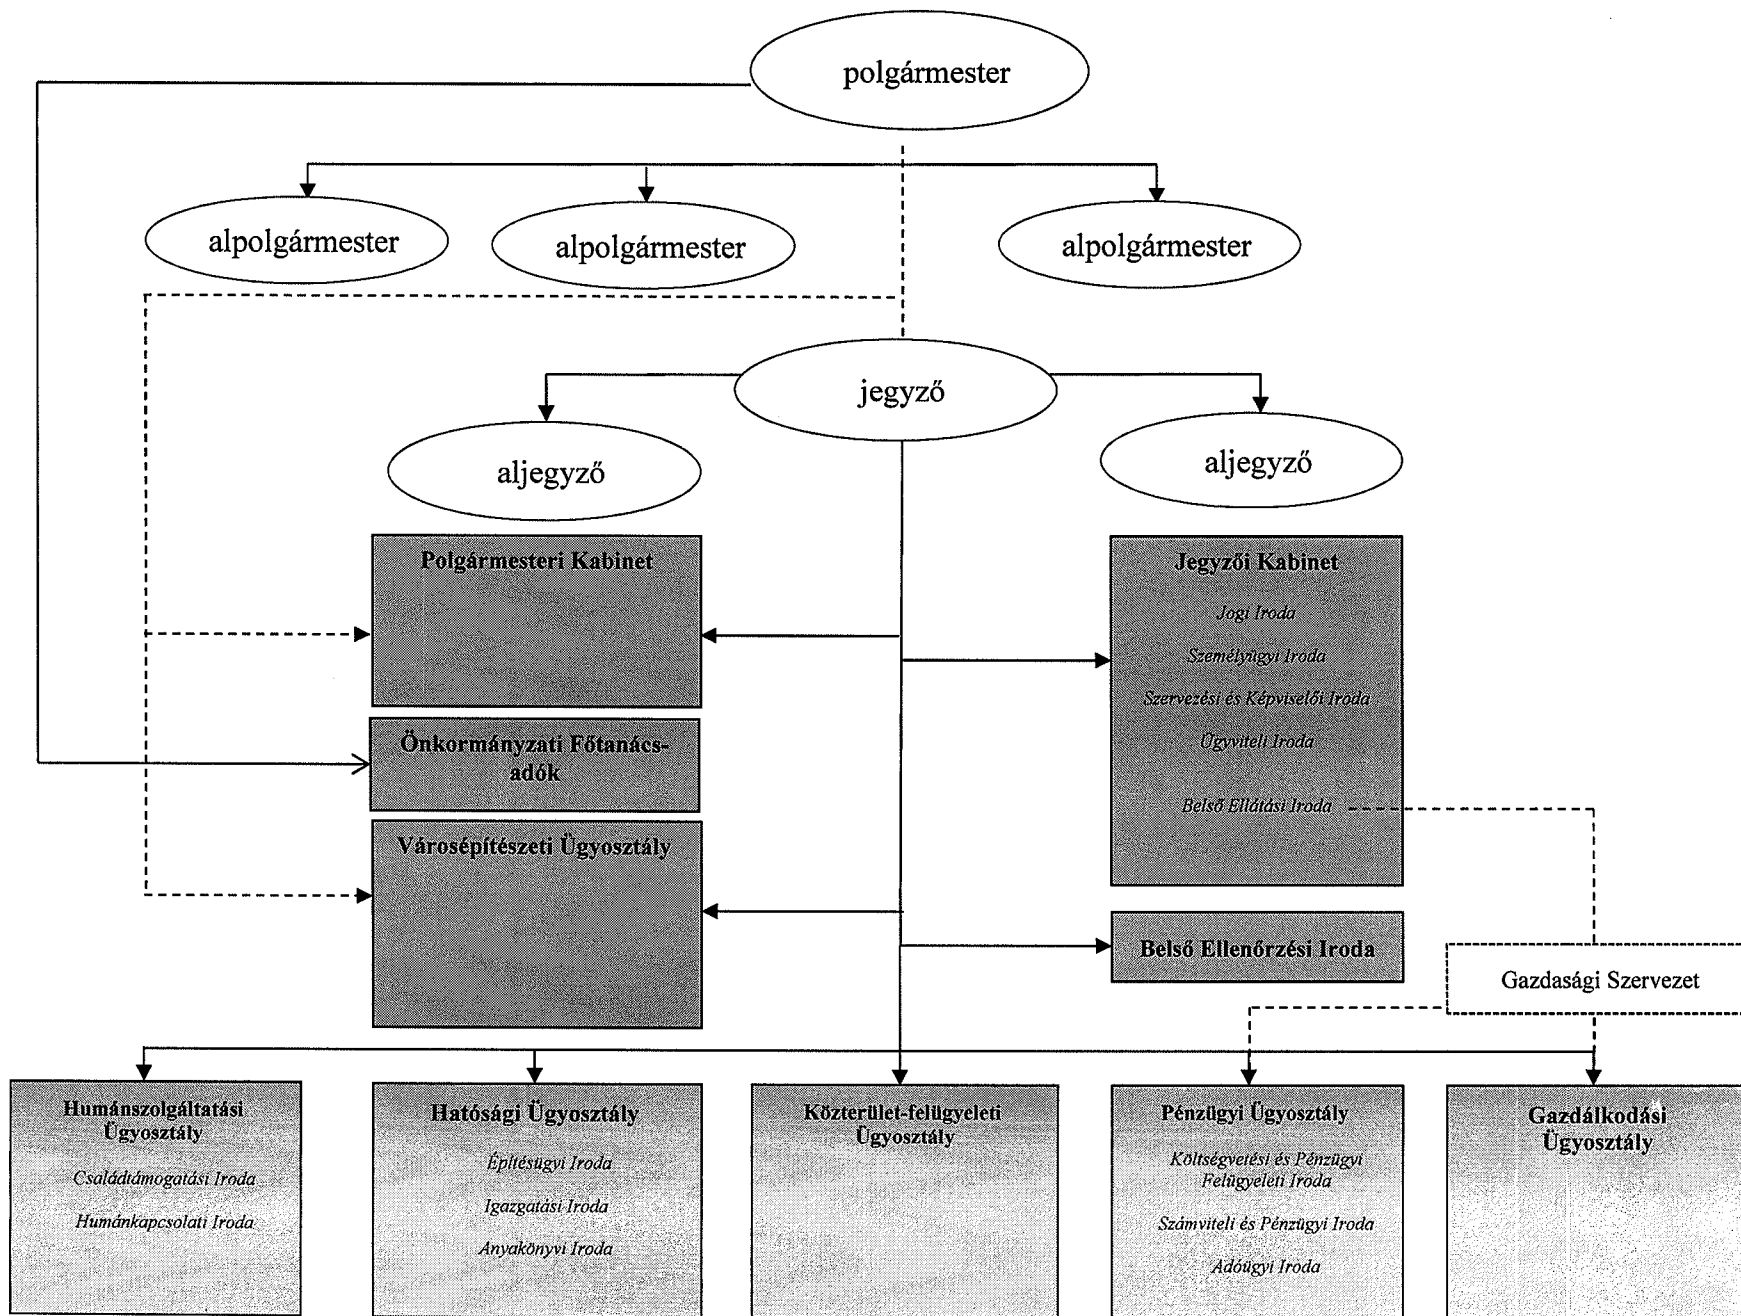 polgármester
alpolgármester
alpolgármester
alpolgármester
jegyző
aljegyző
aljegyző
Polgármesteri Kabinet
Önkormányzati Főtanács-
adók
Városépítészeti Ügyosztály
Jegyzői Kabinet
Jogi Iroda
Személyügyi Iroda
Szervezési és Képviselői Iroda
Ügyviteli Iroda
Belső Ellátási Iroda
Belső Ellenőrzési Iroda
Gazdasági Szervezet
Humánszolgáltatási
Ügyosztály
Családtámogatási Iroda
Humánkapcsolati Iroda
Hatósági Ügyosztály
Építésügyi Iroda
Igazgatási Iroda
Anyakönyvi Iroda
Közterület-felügyeleti
Ügyosztály
Pénzügyi Ügyosztály
Költségvetési és Pénzügyi
Felügyeleti Iroda
Számviteli és Pénzügyi Iroda
Adóügyi Iroda
Gazdálkodási
Ügyosztály